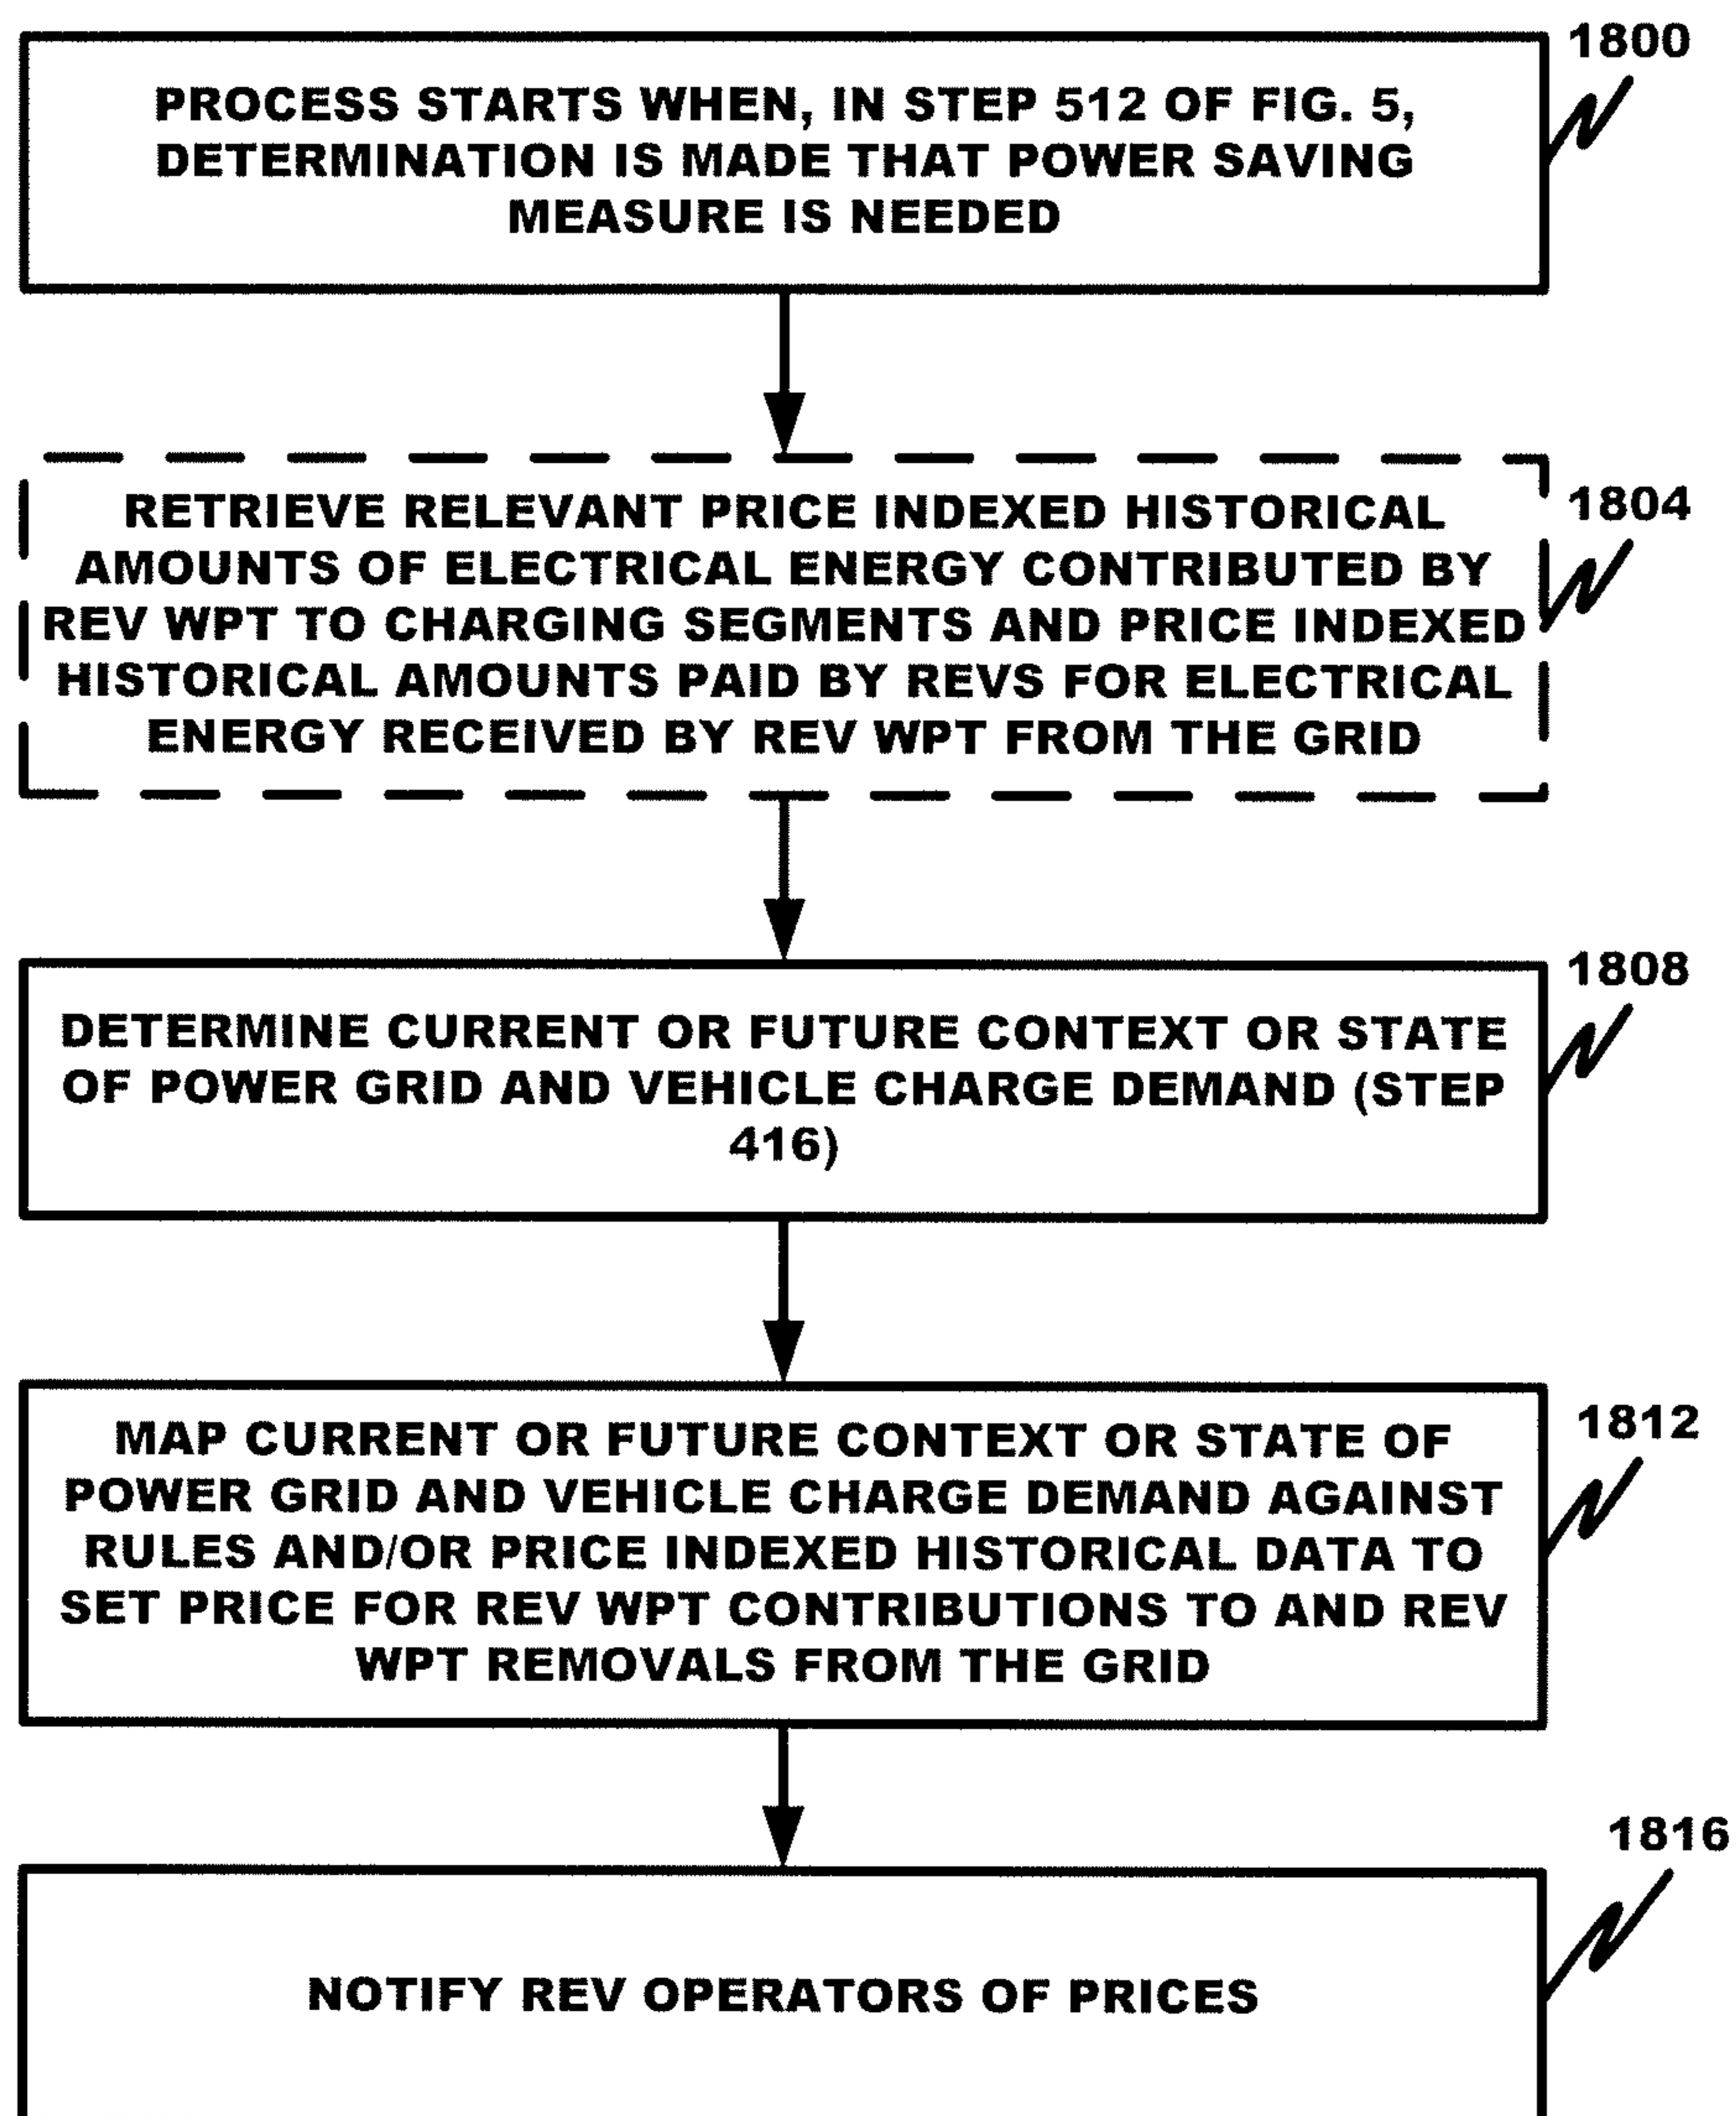 1800
PROCESS STARTS WHEN, IN STEP 512 OF FIG. 5,
DETERMINATION IS MADE THAT POWER SAVING
MEASURE IS NEEDED
1804
RETRIEVE RELEVANT PRICE INDEXED HISTORICAL
AMOUNTS OF ELECTRICAL ENERGY CONTRIBUTED BY
REV WPT TO CHARGING SEGMENTS AND PRICE INDEXED
HISTORICAL AMOUNTS PAID BY REVS FOR ELECTRICAL
ENERGY RECEIVED BY REV WPT FROM THE GRID
1808
DETERMINE CURRENT OR FUTURE CONTEXT OR STATE
OF POWER GRID AND VEHICLE CHARGE DEMAND (STEP
416)
1812
MAP CURRENT OR FUTURE CONTEXT OR STATE OF
POWER GRID AND VEHICLE CHARGE DEMAND AGAINST
RULES AND/OR PRICE INDEXED HISTORICAL DATA TO
SET PRICE FOR REV WPT CONTRIBUTIONS TO AND REV
WPT REMOVALS FROM THE GRID
1816
NOTIFY REV OPERATORS OF PRICES